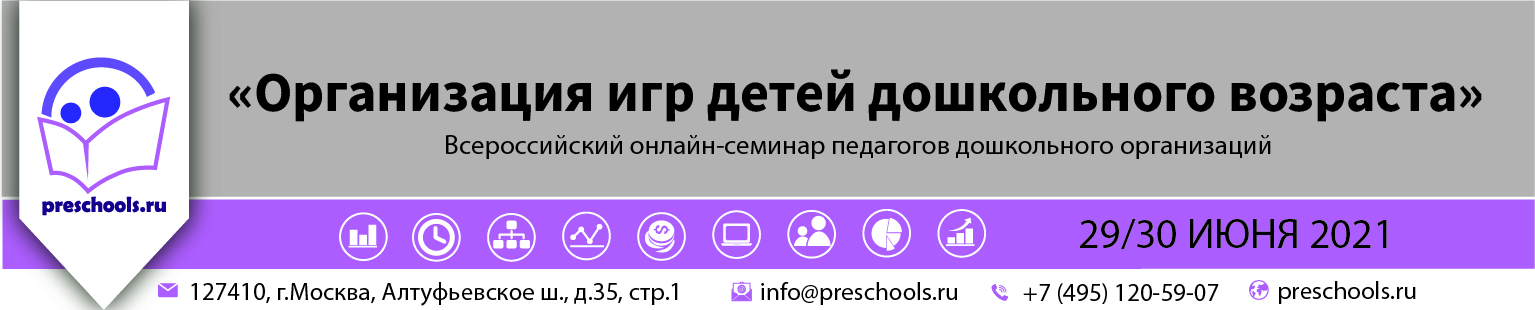 «Организация игр детей дошкольного возраста»
Всероссийский онлайн-семинар педагогов дошкольного организаций
preschools.ru
29/30 ИЮНЯ 2021
127410, г.Москва, Алтуфьевское ш., д.35, стр.1 info@preschools.ru +7 (495) 120-59-07 preschools.ru